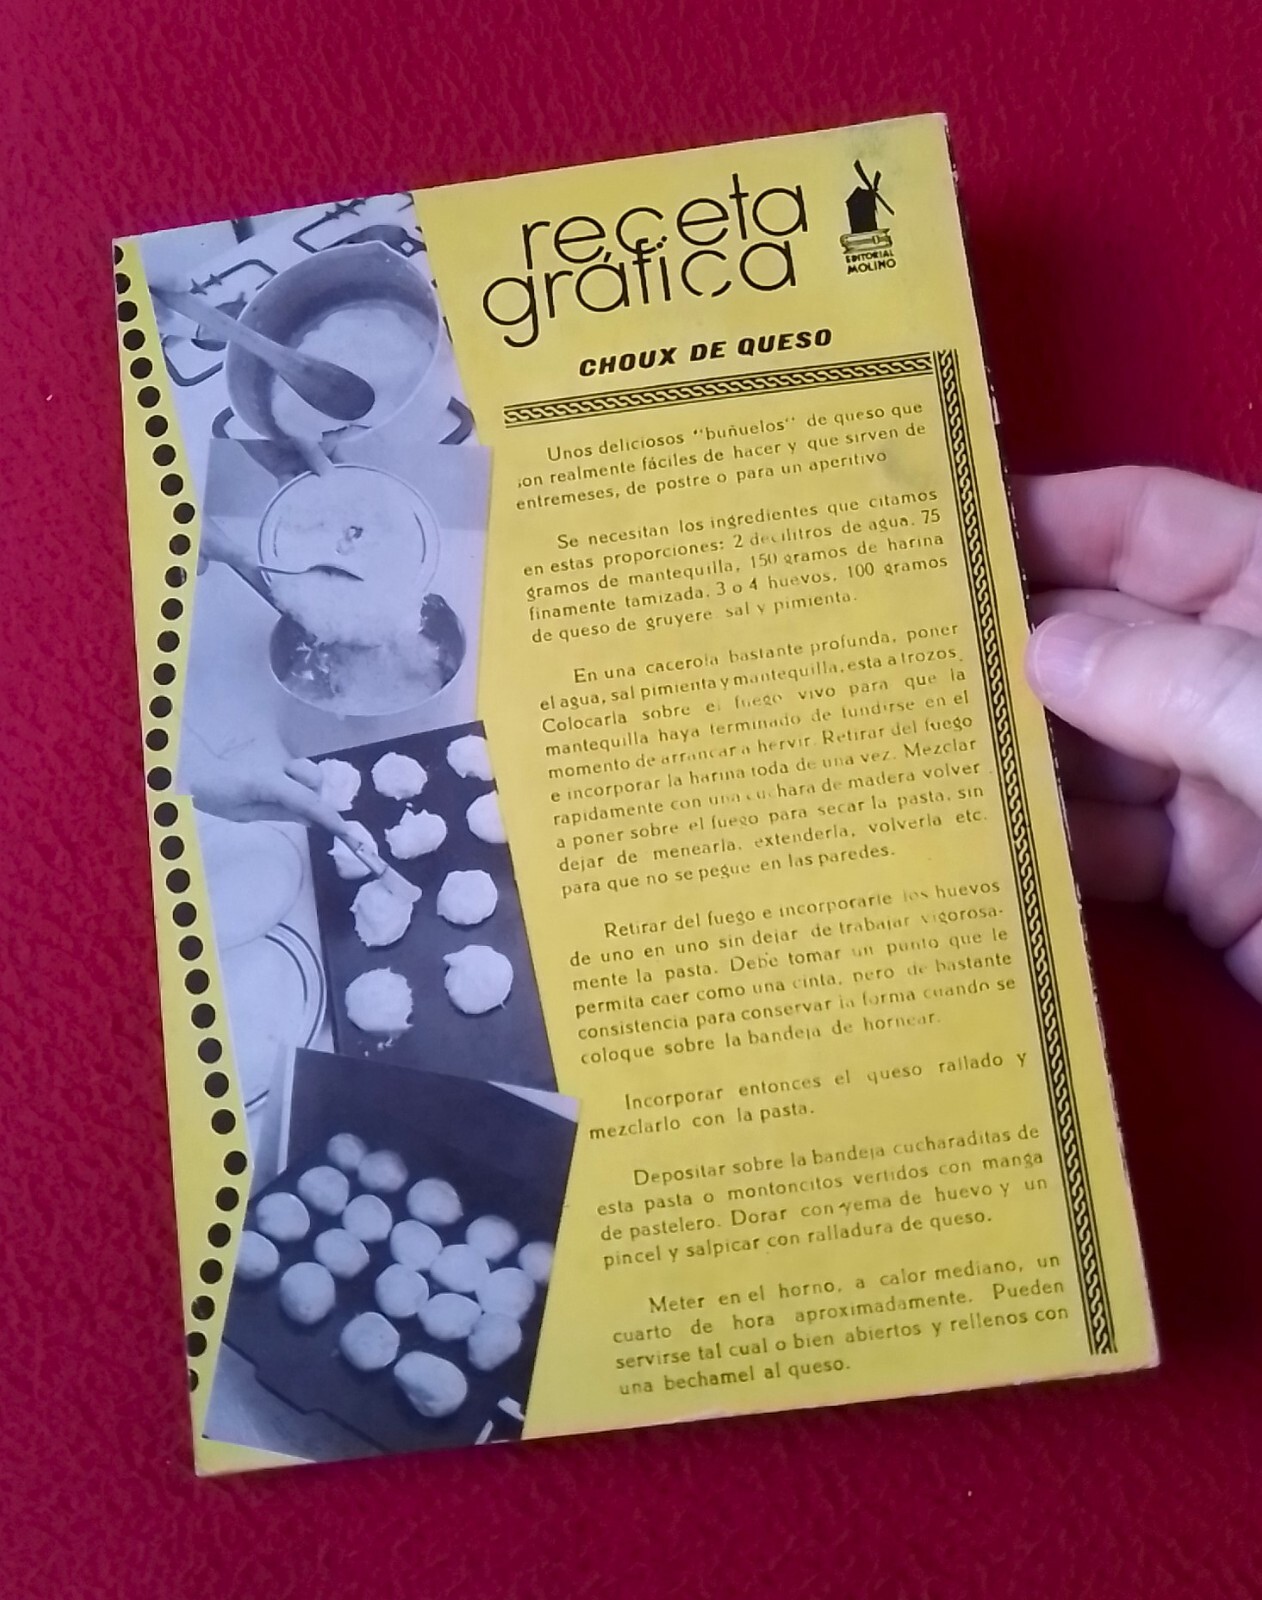 receta
gráfica
EDITORIAL
MOLINO
CHOUX DE QUESO
Unos deliciosos "buñuelos" de queso que
son realmente fáciles de hacer y que sirven de
entremeses, de postre o para un aperitivo
Se necesitan los ingredientes que citamos
en estas proporciones: 2 decilitros de agua. 75
gramos de mantequilla, 150 gramos de harina
finamente tamizada. 3 o 4 huevos. 100 gramos
de queso de gruyere. sal y pimienta.
En una cacerola bastante profunda, poner
el agua, sal pimienta y mantequilla, esta a trozos.
Colocarla sobre el fuego vivo para que la
mantequilla haya terminado de fundirse en el
momento de arrancar a hervir. Retirar del fuego
e incorporar la harina toda de una vez. Mezclar
rapidamente con una cuchara de madera volver
a poner sobre el fuego para secar la pasta, sin
dejar de menearla, extenderla, volverla etc.
para que no se pegue en las paredes.
Retirar del fuego e incorporarle los huevos
de uno en uno sin dejar de trabajar vigorosa-
mente la pasta. Debe tomar un punto que le
permita caer como una cinta, pero de bastante
consistencia para conservar la forma cuando se
coloque sobre la bandeja de hornear.
Incorporar entonces el queso rallado y
mezclarlo con la pasta.
Depositar sobre la bandeja cucharaditas de
esta pasta o montoncitos vertidos con manga
de pastelero. Dorar con yema de huevo y un
pincel y salpicar con ralladura de queso.
Meter en el horno, a calor mediano, un
cuarto de hora aproximadamente. Pueden
servirse tal cual o bien abiertos y rellenos con
una bechamel al queso.